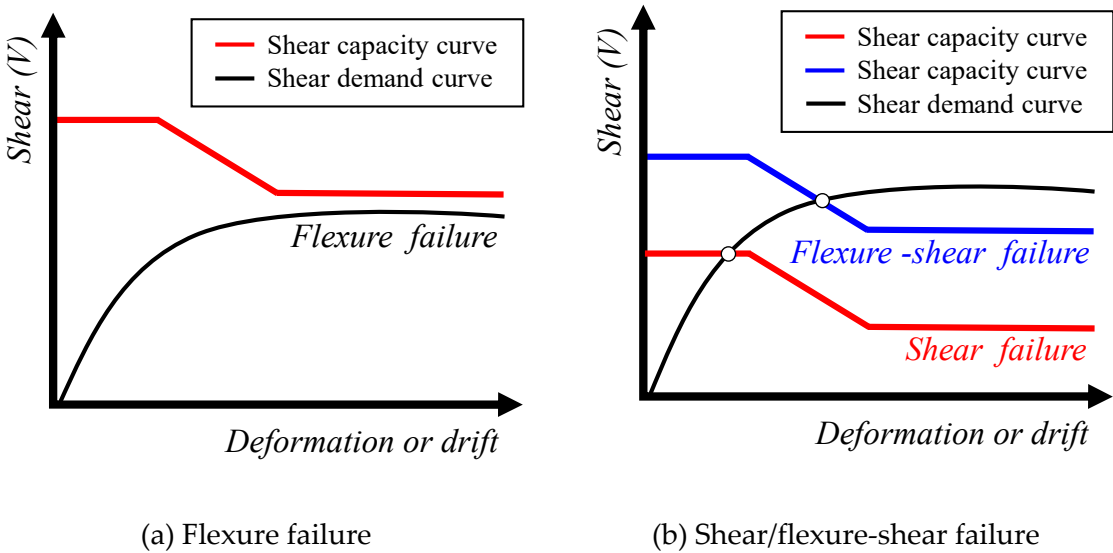 Shear (V)
Shear capacity curve
Shear demand curve
Flexure failure
Deformation or drift
(a) Flexure failure
Shear (V)
Shear capacity curve
Shear capacity curve
Shear demand curve
Flexure -shear failure
Shear failure
Deformation or drift
(b) Shear/flexure-shear failure